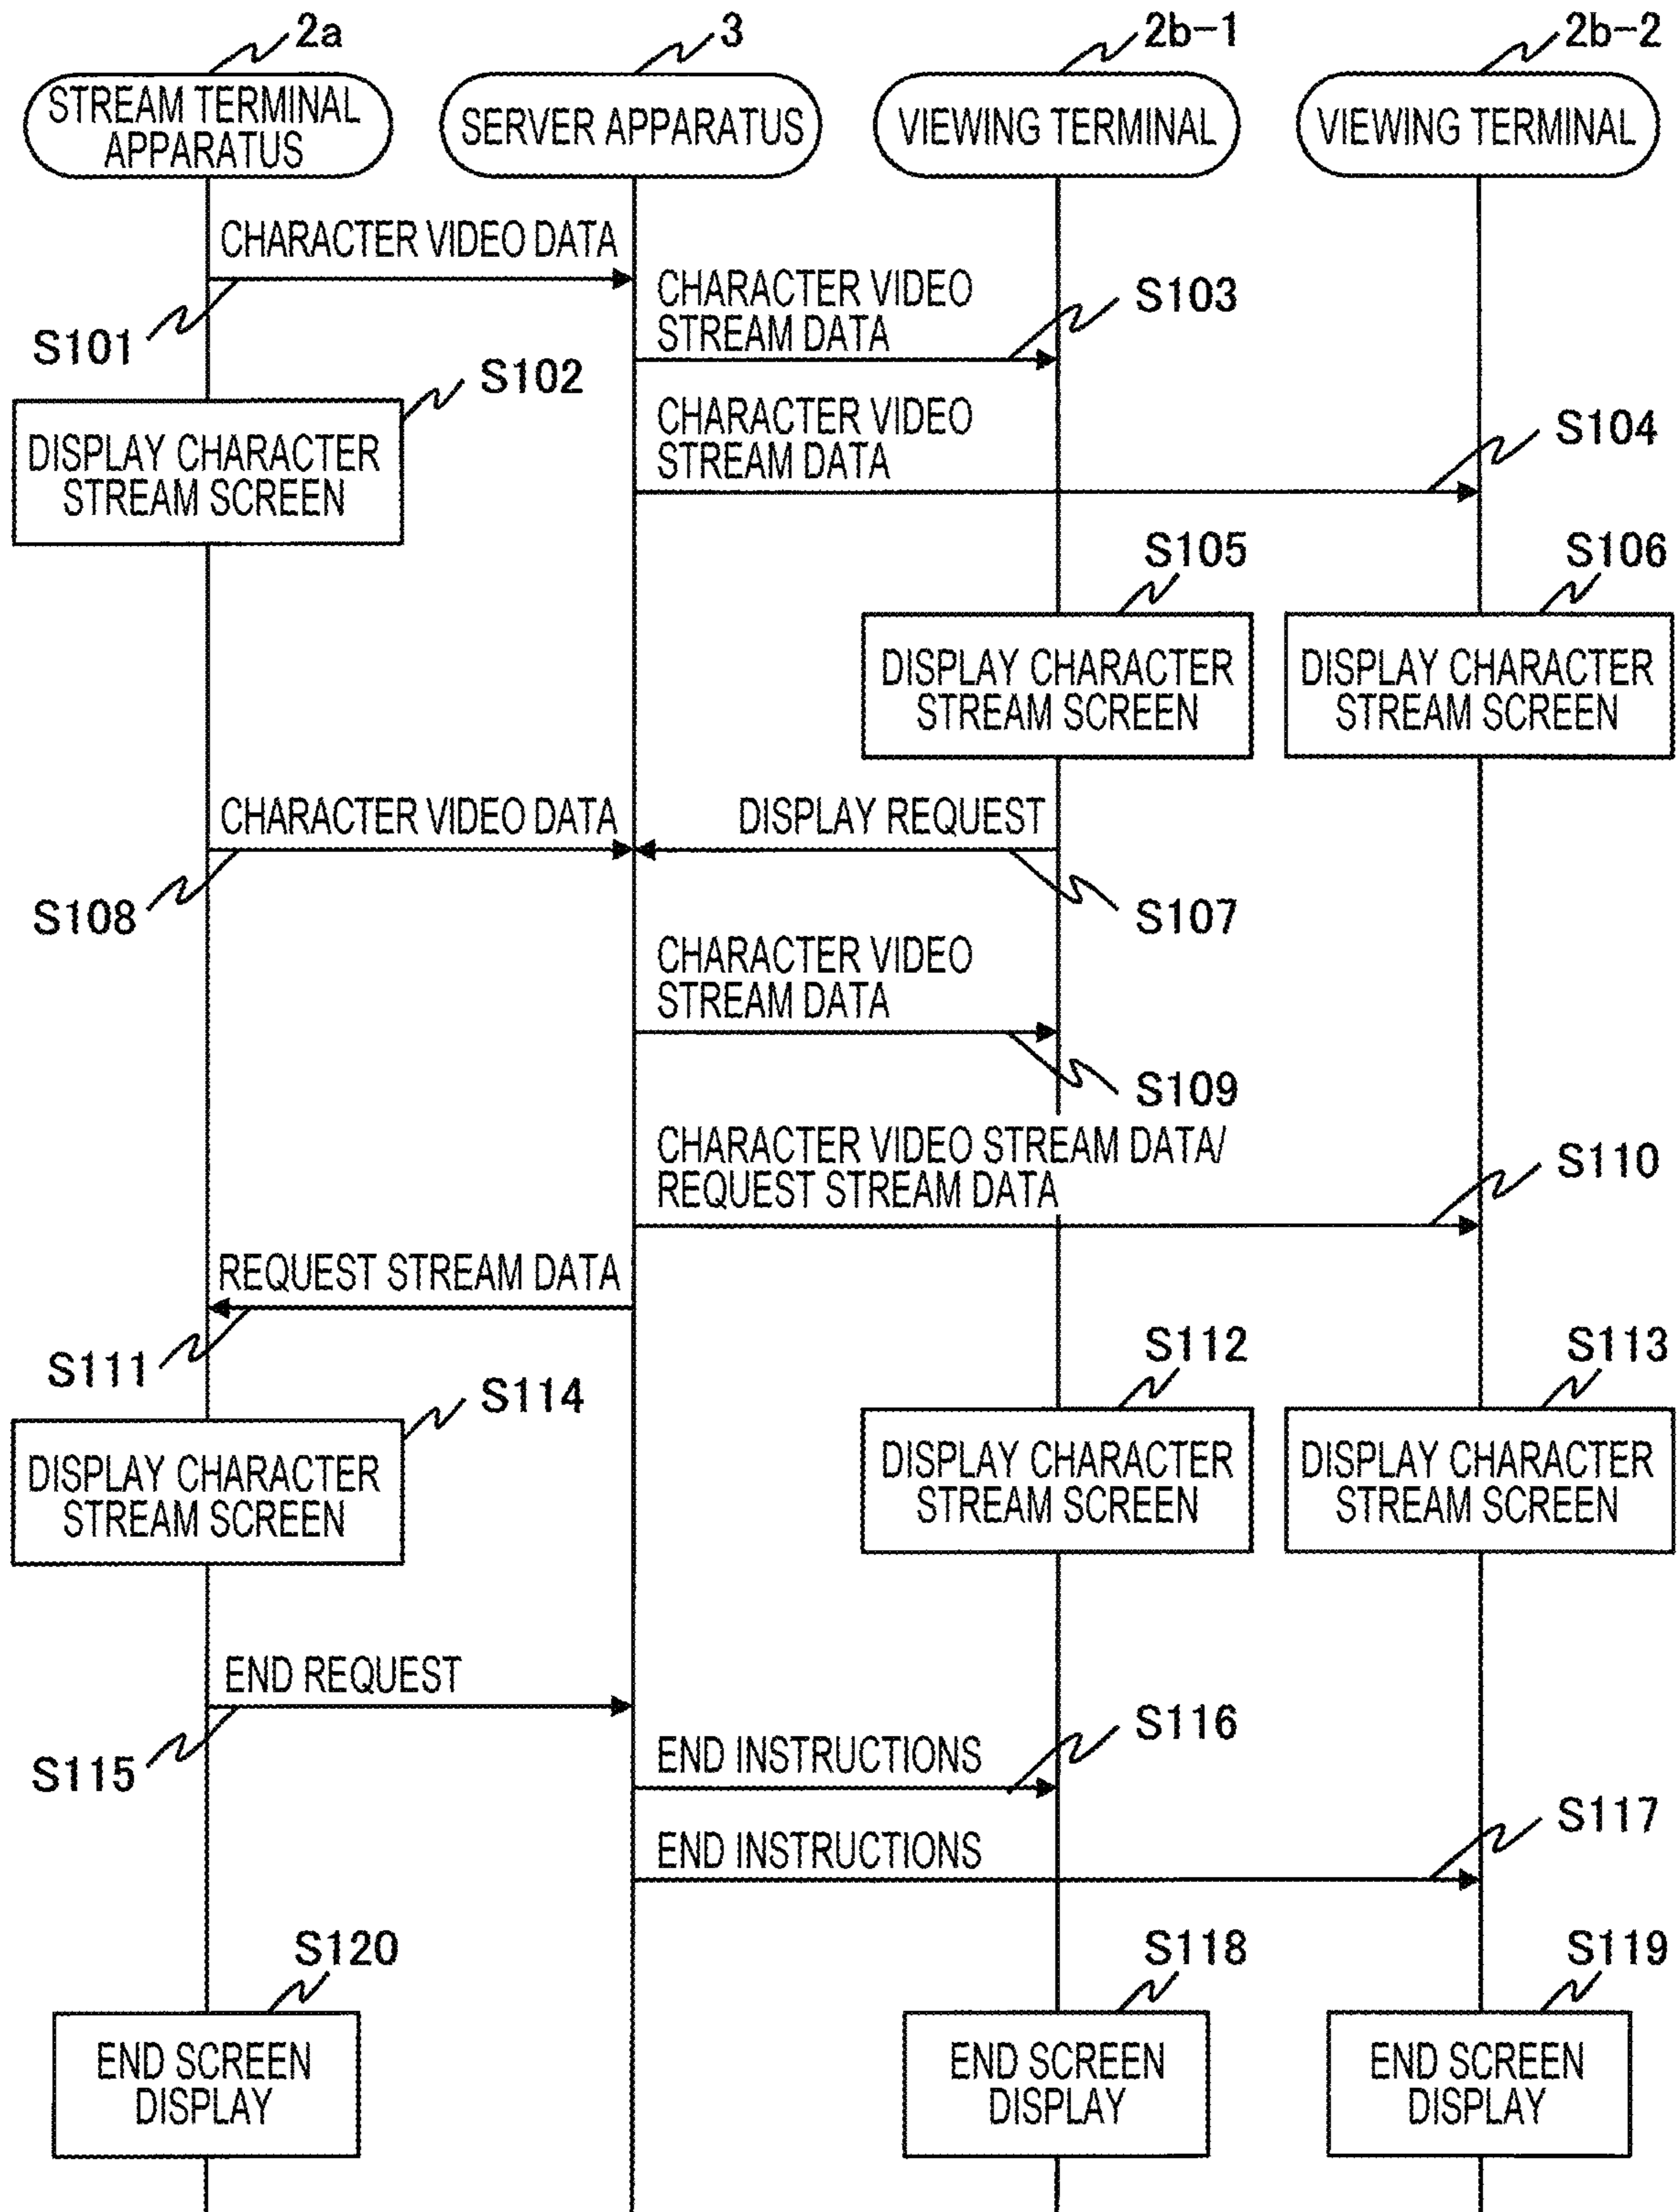 2a
3
2b-1
2b-2
STREAM TERMINAL
APPARATUS
SERVER APPARATUS
VIEWING TERMINAL
VIEWING TERMINAL
CHARACTER VIDEO DATA
S101
CHARACTER VIDEO
STREAM DATA
S103
S102
DISPLAY CHARACTER
STREAM SCREEN
CHARACTER VIDEO
STREAM DATA
S104
S105
DISPLAY CHARACTER
STREAM SCREEN
S106
DISPLAY CHARACTER
STREAM SCREEN
CHARACTER VIDEO DATA
S108
DISPLAY REQUEST
S107
CHARACTER VIDEO
STREAM DATA
S109
CHARACTER VIDEO STREAM DATA/
REQUEST STREAM DATA
S110
REQUEST STREAM DATA
S111
S114
DISPLAY CHARACTER
STREAM SCREEN
S112
DISPLAY CHARACTER
STREAM SCREEN
S113
DISPLAY CHARACTER
STREAM SCREEN
END REQUEST
S115
END INSTRUCTIONS
S116
END INSTRUCTIONS
S117
S120
END SCREEN
DISPLAY
S118
END SCREEN
DISPLAY
S119
END SCREEN
DISPLAY